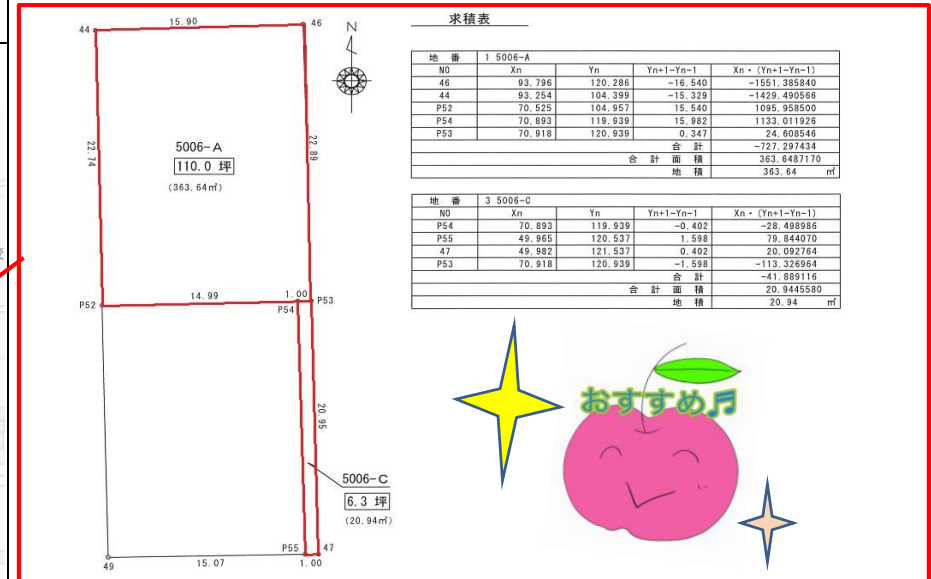 求積表
地 番 1 5006-A
NO Xn Yn Yn+1-Yn-1 Xn・(Yn+1-Yn-1)
46 93.796 120.286 -16.540 -1551.385840
44 93.254 104.399 -15.329 -1429.490566
P52 70.525 104.957 15.540 1095.958500
P54 70.893 119.939 15.982 1133.011926
P53 70.918 120.939 0.347 24.608546
合 計 -727.297434
合 計 面 積 363.6487170
地 積 363.64 ㎡
地 番 3 5006-C
NO Xn Yn Yn+1-Yn-1 Xn・(Yn+1-Yn-1)
P54 70.893 119.939 -0.402 -28.498986
P55 49.965 120.537 1.598 79.844070
47 49.982 121.537 0.402 20.092764
P53 70.918 120.939 -1.598 -113.326964
合 計 -41.889116
合 計 面 積 20.9445580
地 積 20.94 ㎡
44
15.90
46
N
22.74
5006-A
110.0 坪
(363.64㎡)
22.89
P52
14.99
1.00
P53
P54
20.95
5006-C
6.3 坪
(20.94㎡)
P55
47
49
15.07
1.00
おすすめ♬